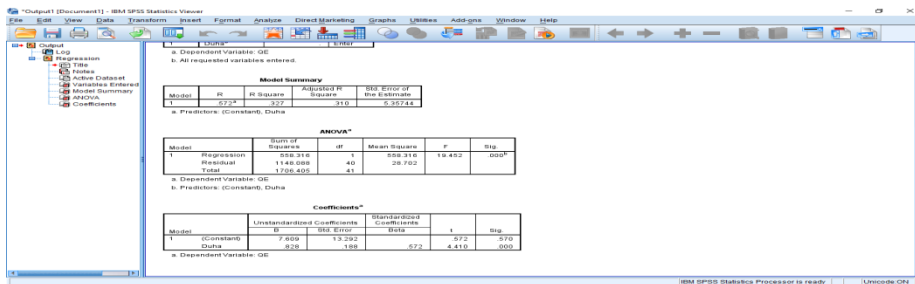 *Output1 [Document1] - IBM SPSS Statistics Viewer
File Edit View Data Transform Insert Format Analyze Direct Marketing Graphs Utilities Add-ons Window Help
Output
Log
Regression
Title
Notes
Active Dataset
Variables Entered
Model Summary
ANOVA
Coefficients
1 Duha Enter
a. Dependent Variable: QE
b. All requested variables entered.
Model Summary
Model R R Square Adjusted R Square Std. Error of the Estimate
1 .572a .327 .310 5.35744
a. Predictors: (Constant), Duha
ANOVAa
Model Sum of Squares df Mean Square F Sig.
1 Regression 558.316 1 558.316 19.452 .000b
Residual 1148.088 40 28.702
Total 1706.405 41
a. Dependent Variable: QE
b. Predictors: (Constant), Duha
Coefficientsa
Model Unstandardized Coefficients Standardized Coefficients t Sig.
B Std. Error Beta
1 (Constant) 7.609 13.292 .572 .570
Duha .828 .188 .572 4.410 .000
a. Dependent Variable: QE
IBM SPSS Statistics Processor is ready Unicode:ON